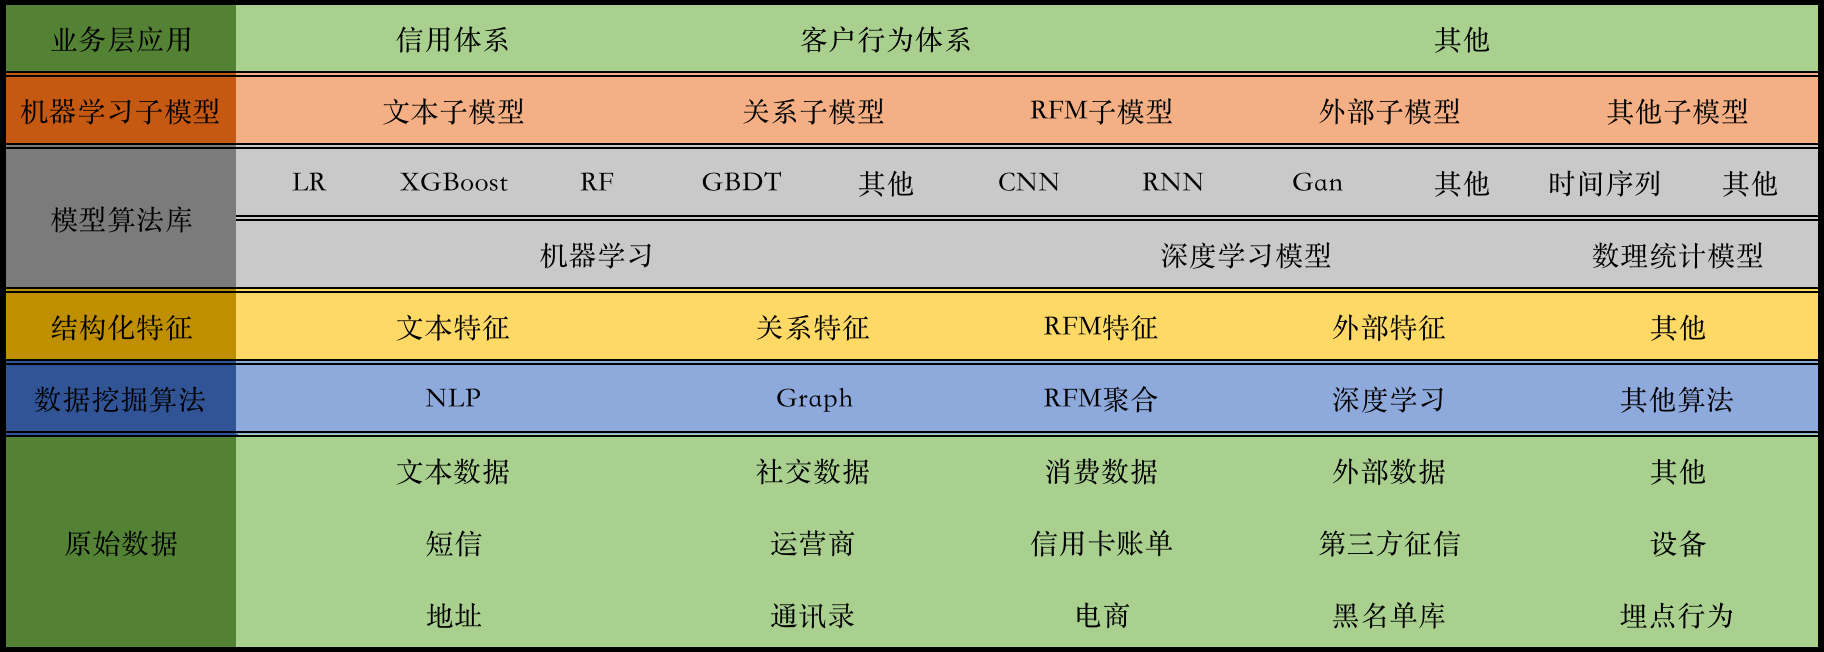 业务层应用 信用体系 客户行为体系 其他
机器学习子模型 文本子模型 关系子模型 RFM子模型 外部子模型 其他子模型
模型算法库
LR XGBoost RF GBDT 其他 CNN RNN Gan 其他 时间序列 其他
机器学习 深度学习模型 数理统计模型
结构化特征 文本特征 关系特征 RFM特征 外部特征 其他
数据挖掘算法 NLP Graph RFM聚合 深度学习 其他算法
原始数据
文本数据 社交数据 消费数据 外部数据 其他
短信 运营商 信用卡账单 第三方征信 设备
地址 通讯录 电商 黑名单库 埋点行为